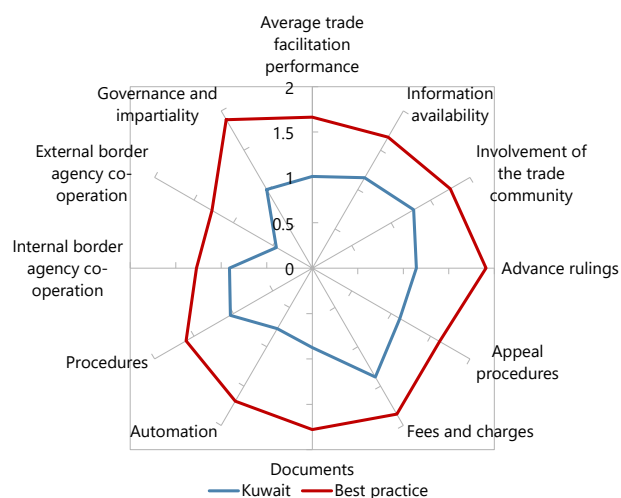 Average trade
facilitation
performance
Information
availability
Involvement of
the trade
community
Advance rulings
Appeal
procedures
Fees and charges
Documents
Automation
Procedures
Internal border
agency co-
operation
External border
agency co-
operation
Governance and
impartiality
2
1.5
1
0.5
0
Kuwait
Best practice